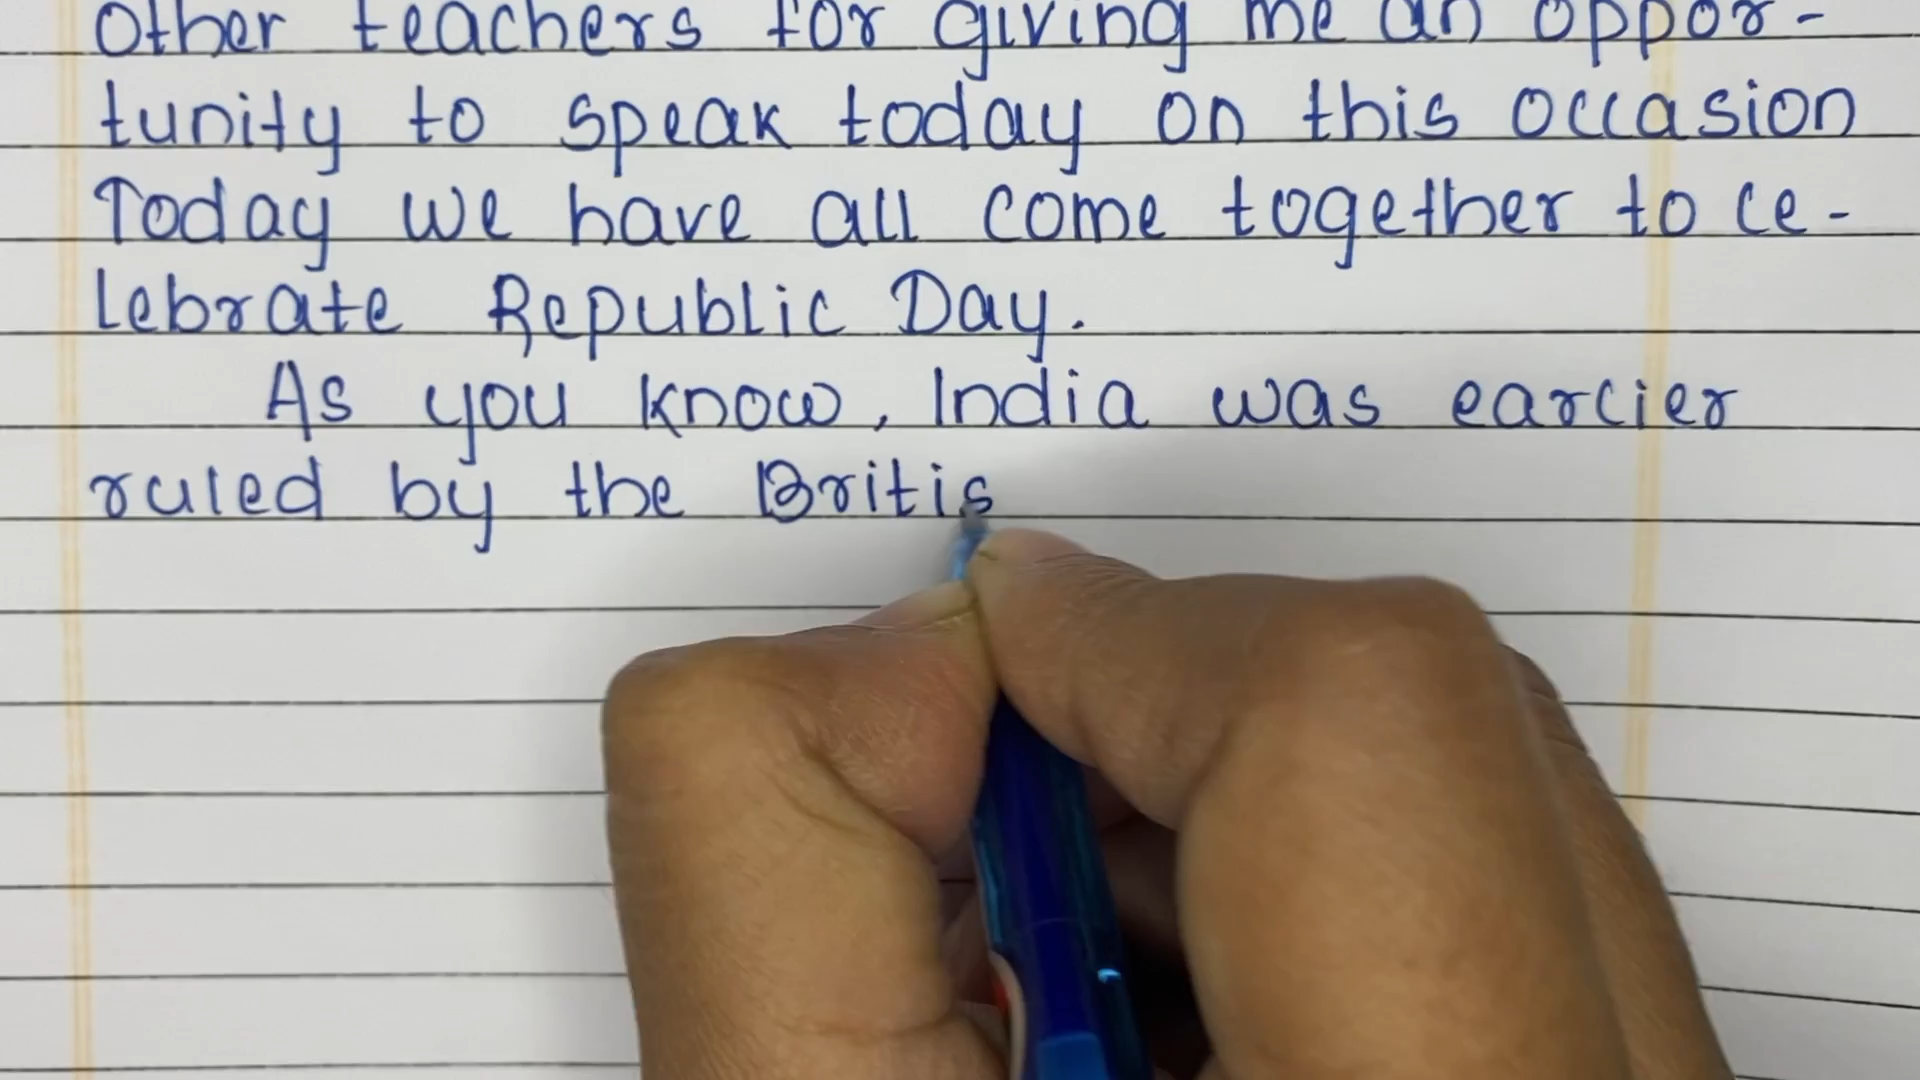 other teachers for giving me an oppor-
tunity to speak today on this occasion
Today we have all come together to ce-
lebrate Republic Day.
As you know, India was earcier
ruled by the Britis